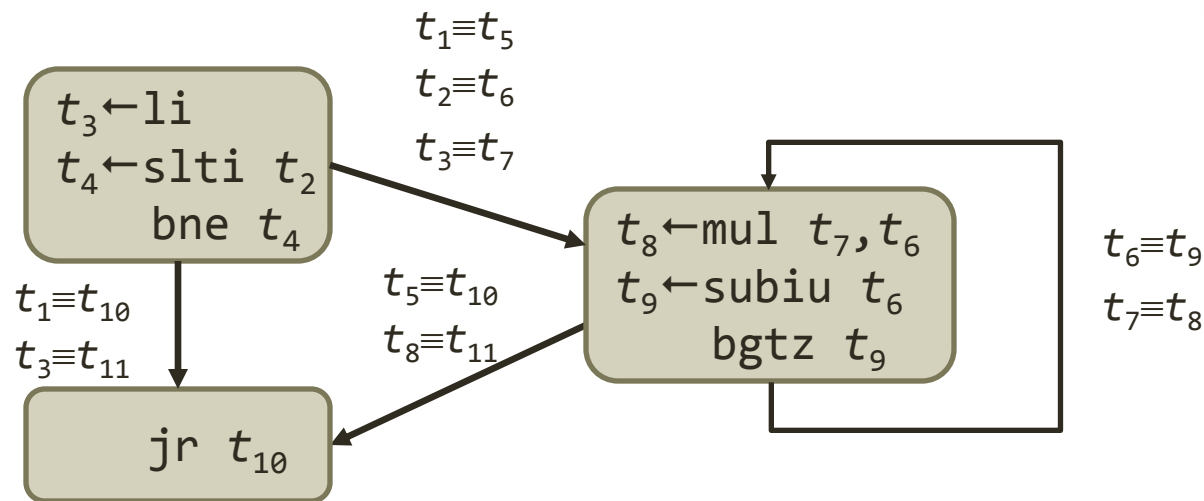 t₁≡t₅
t₂≡t₆
t₃≡t₇
t₃←li
t₄←slti t₂
bne t₄
t₁≡t₁₀
t₃≡t₁₁
t₅≡t₁₀
t₈≡t₁₁
t₈←mul t₇,t₆
t₉←subiu t₆
bgtz t₉
t₆≡t₉
t₇≡t₈
jr t₁₀